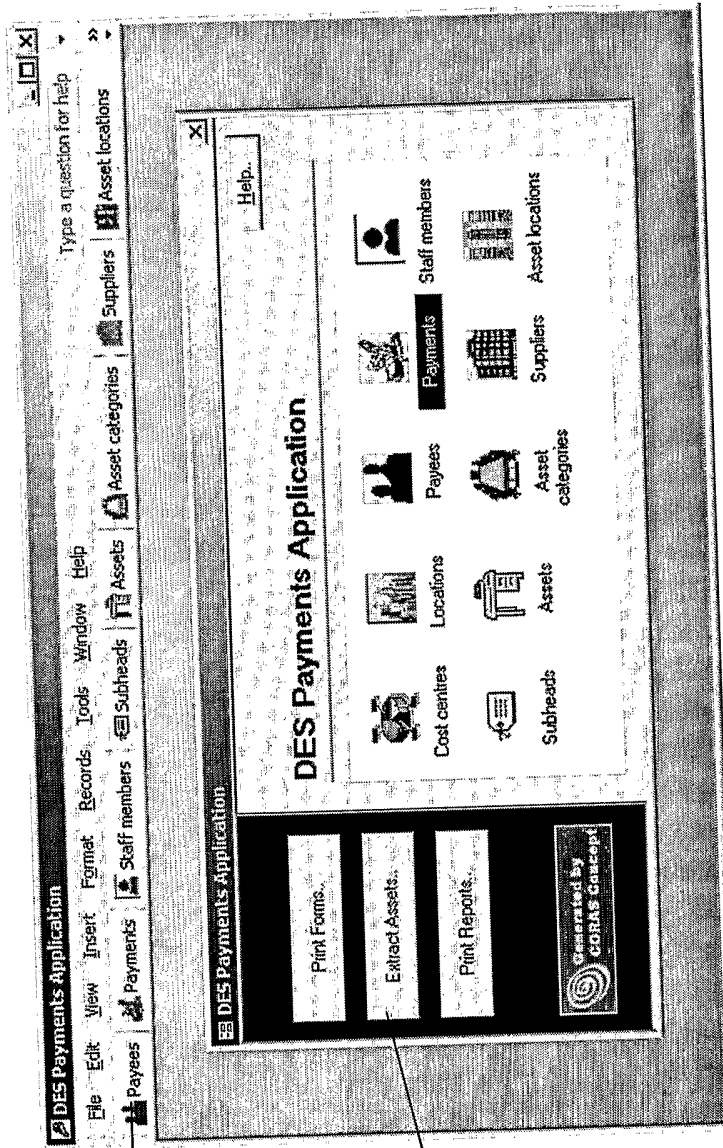 DES Payments Application
File Edit View Insert Format Records Tools Window Help Type a question for help
Payees Payments Staff members Subheads Assets Asset categories Suppliers Asset locations
DES Payments Application
Print Forms..
Extract Assets..
Print Reports..
Generated by
CORAS Concept
DES Payments Application
Help..
Cost centres Locations Payees Payments Staff members
Subheads Assets Asset
categories Suppliers Asset locations